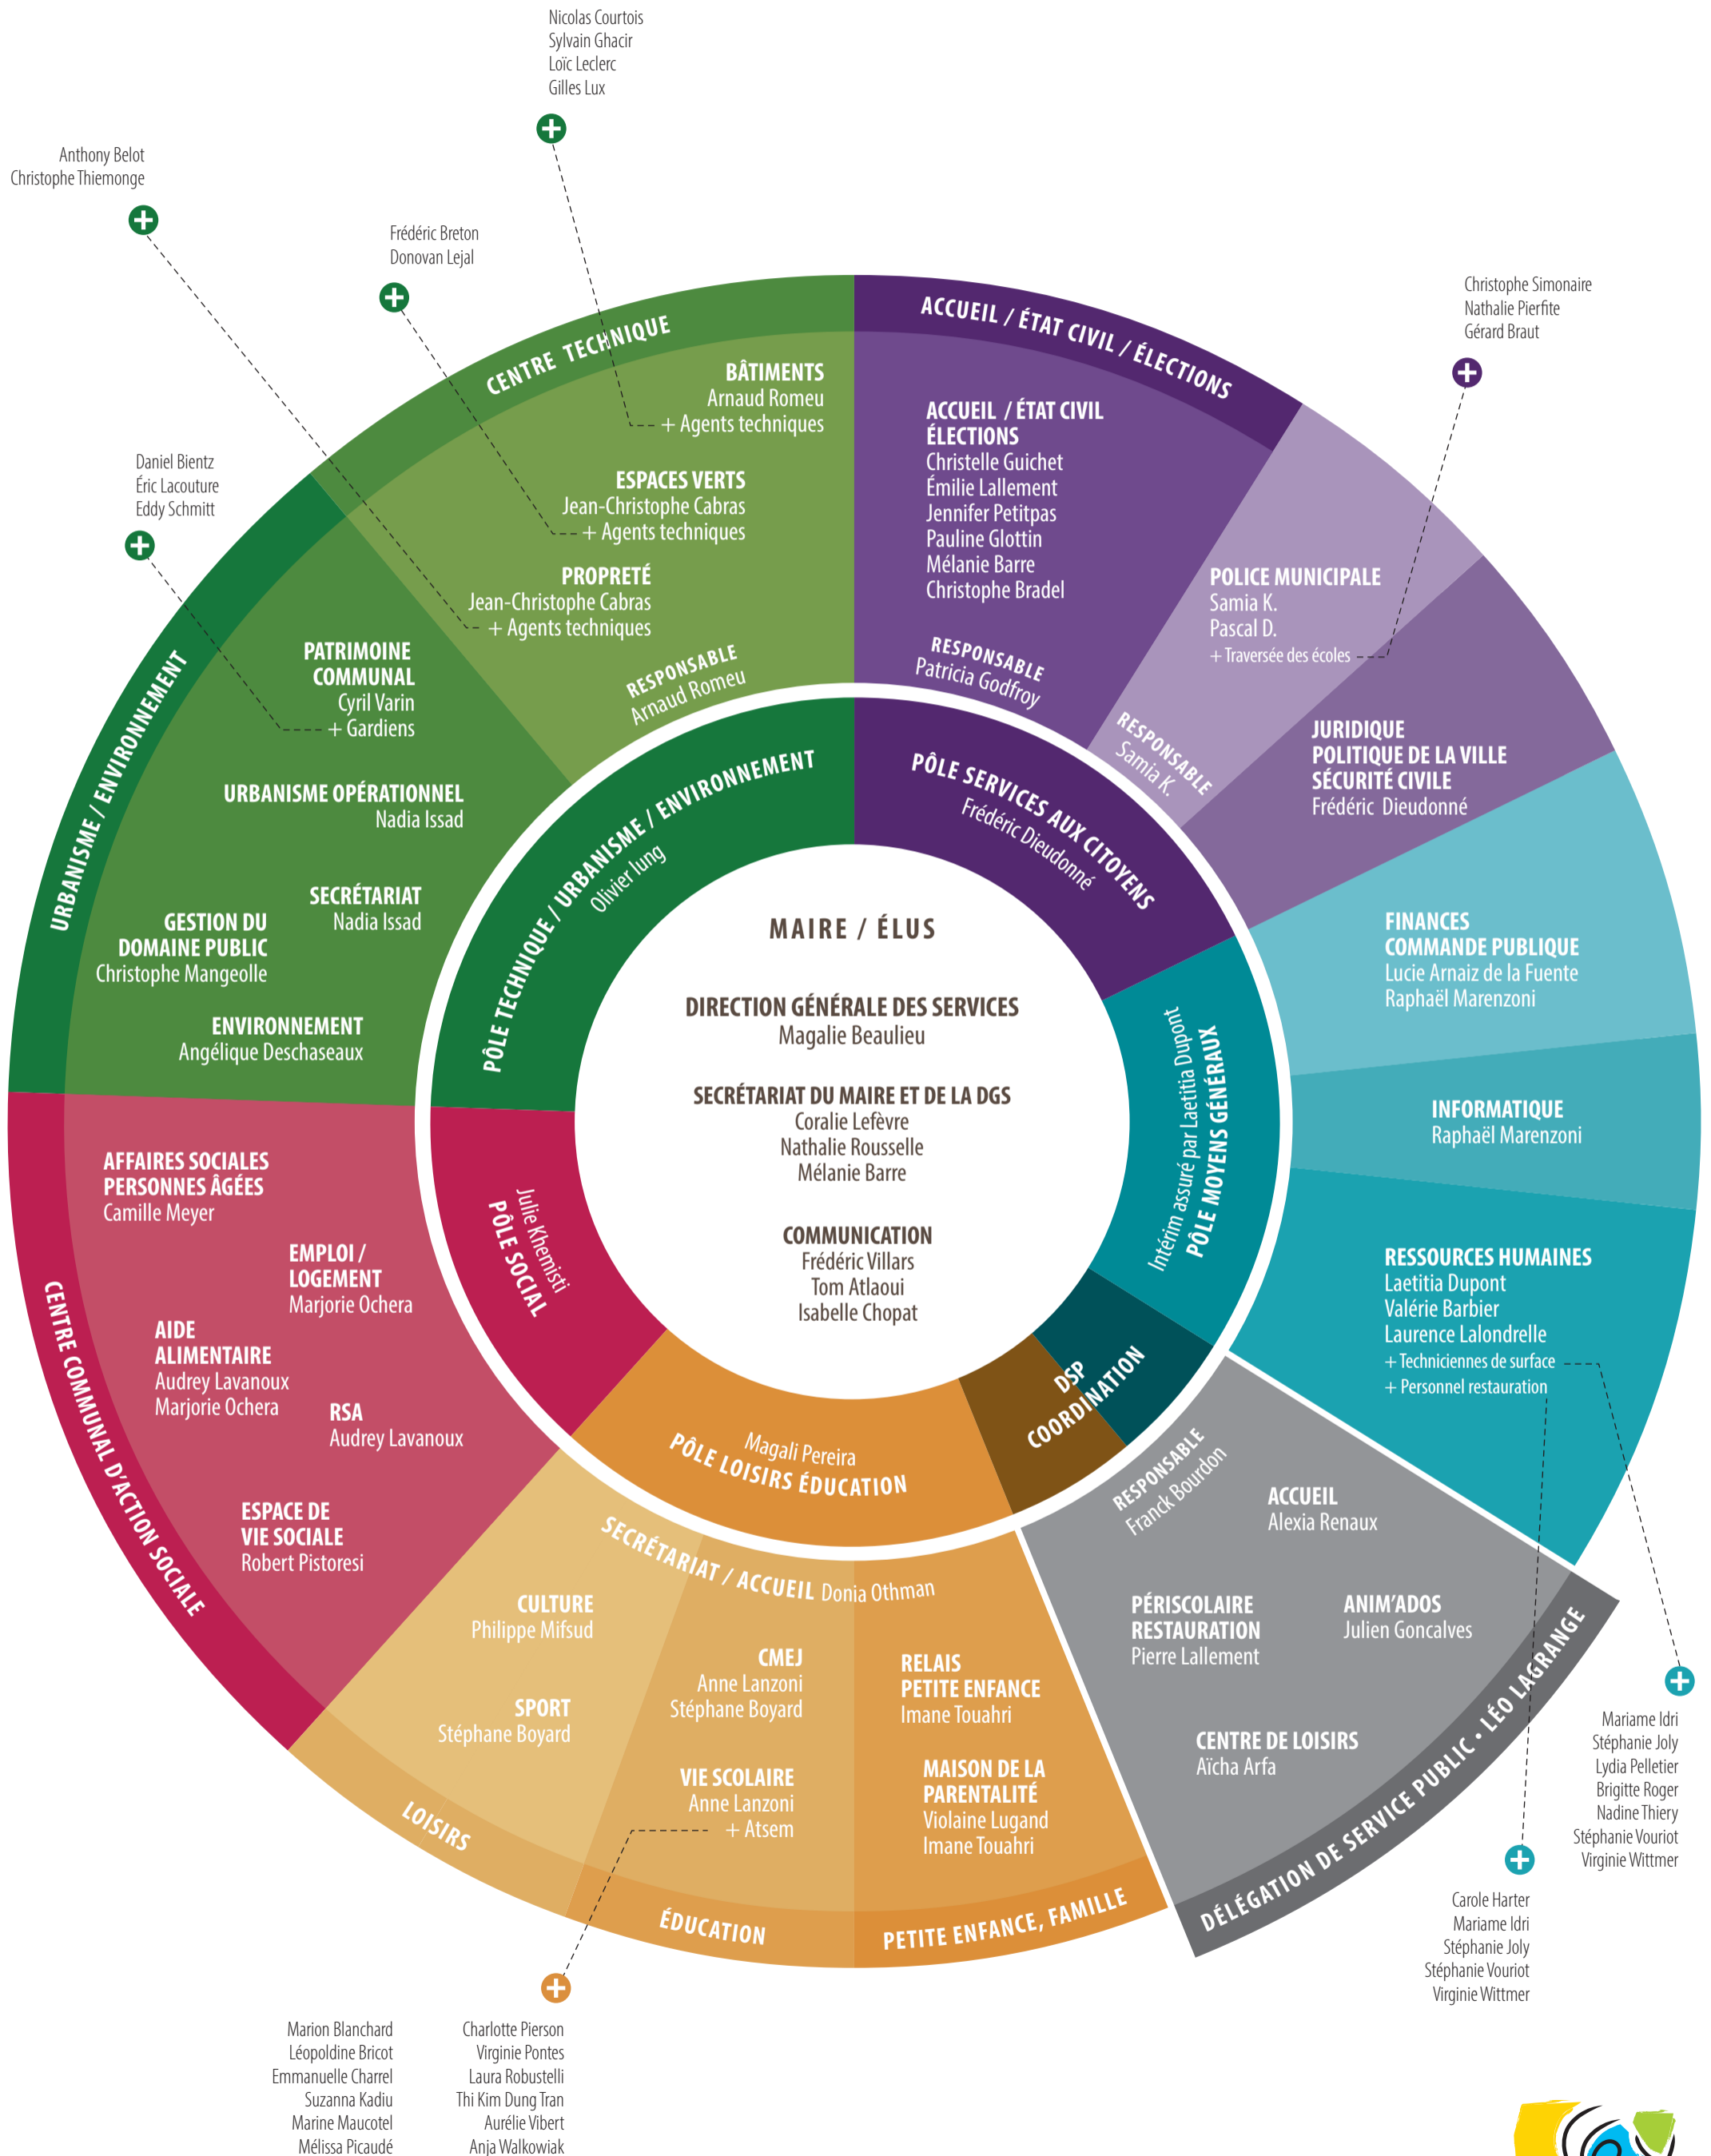 Nicolas Courtois
Sylvain Ghacir
Loïc Leclerc
Gilles Lux
Anthony Belot
Christophe Thiemonge
Frédéric Breton
Donovan Lejal
Daniel Bientz
Éric Lacouture
Eddy Schmitt
Christophe Simonaire
Nathalie Pierfite
Gérard Braut
MAIRE / ÉLUS
DIRECTION GÉNÉRALE DES SERVICES
Magalie Beaulieu
SECRÉTARIAT DU MAIRE ET DE LA DGS
Coralie Lefèvre
Nathalie Rousselle
Mélanie Barre
COMMUNICATION
Frédéric Villars
Tom Atlaoui
Isabelle Chopat
PÔLE SERVICES AUX CITOYENS
Frédéric Dieudonné
ACCUEIL / ÉTAT CIVIL / ÉLECTIONS
ACCUEIL / ÉTAT CIVIL
ÉLECTIONS
Christelle Guichet
Émilie Lallement
Jennifer Petitpas
Pauline Glottin
Mélanie Barre
Christophe Bradel
RESPONSABLE
Patricia Godfroy
POLICE MUNICIPALE
Samia K.
Pascal D.
+ Traversée des écoles
RESPONSABLE
Samia K.
JURIDIQUE
POLITIQUE DE LA VILLE
SÉCURITÉ CIVILE
Frédéric Dieudonné
Intérim assuré par Laetitia Dupont
PÔLE MOYENS GÉNÉRAUX
FINANCES
COMMANDE PUBLIQUE
Lucie Arnaiz de la Fuente
Raphaël Marenzoni
INFORMATIQUE
Raphaël Marenzoni
RESSOURCES HUMAINES
Laetitia Dupont
Valérie Barbier
Laurence Lalondrelle
+ Techniciennes de surface
+ Personnel restauration
Mariame Idri
Stéphanie Joly
Lydia Pelletier
Brigitte Roger
Nadine Thiery
Stéphanie Vouriot
Virginie Wittmer
Carole Harter
Mariame Idri
Stéphanie Joly
Stéphanie Vouriot
Virginie Wittmer
DSP
COORDINATION
RESPONSABLE
Franck Bourdon
ACCUEIL
Alexia Renaux
PÉRISCOLAIRE
RESTAURATION
Pierre Lallement
ANIM'ADOS
Julien Goncalves
CENTRE DE LOISIRS
Aïcha Arfa
DÉLÉGATION DE SERVICE PUBLIC • LÉO LAGRANGE
Magali Pereira
PÔLE LOISIRS ÉDUCATION
SECRÉTARIAT / ACCUEIL Donia Othman
RELAIS
PETITE ENFANCE
Imane Touahri
MAISON DE LA
PARENTALITÉ
Violaine Lugand
Imane Touahri
PETITE ENFANCE, FAMILLE
CMEJ
Anne Lanzoni
Stéphane Boyard
VIE SCOLAIRE
Anne Lanzoni
+ Atsem
ÉDUCATION
CULTURE
Philippe Mifsud
SPORT
Stéphane Boyard
LOISIRS
Marion Blanchard
Léopoldine Bricot
Emmanuelle Charrel
Suzanna Kadiu
Marine Maucotel
Mélissa Picaudé
Charlotte Pierson
Virginie Pontes
Laura Robustelli
Thi Kim Dung Tran
Aurélie Vibert
Anja Walkowiak
Julie Khemisti
PÔLE SOCIAL
AFFAIRES SOCIALES
PERSONNES ÂGÉES
Camille Meyer
EMPLOI /
LOGEMENT
Marjorie Ochera
AIDE
ALIMENTAIRE
Audrey Lavanoux
Marjorie Ochera
RSA
Audrey Lavanoux
ESPACE DE
VIE SOCIALE
Robert Pistoresi
CENTRE COMMUNAL D'ACTION SOCIALE
PÔLE TECHNIQUE / URBANISME / ENVIRONNEMENT
Olivier Iung
URBANISME / ENVIRONNEMENT
PATRIMOINE
COMMUNAL
Cyril Varin
+ Gardiens
URBANISME OPÉRATIONNEL
Nadia Issad
SECRÉTARIAT
Nadia Issad
GESTION DU
DOMAINE PUBLIC
Christophe Mangeolle
ENVIRONNEMENT
Angélique Deschaseaux
CENTRE TECHNIQUE
BÂTIMENTS
Arnaud Romeu
+ Agents techniques
ESPACES VERTS
Jean-Christophe Cabras
+ Agents techniques
PROPRETÉ
Jean-Christophe Cabras
+ Agents techniques
RESPONSABLE
Arnaud Romeu